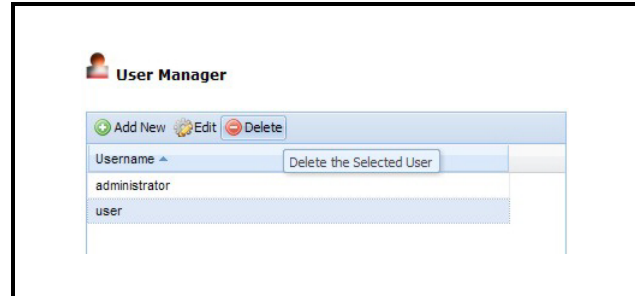 User Manager
Add New Edit Delete
Username
Delete the Selected User
administrator
user